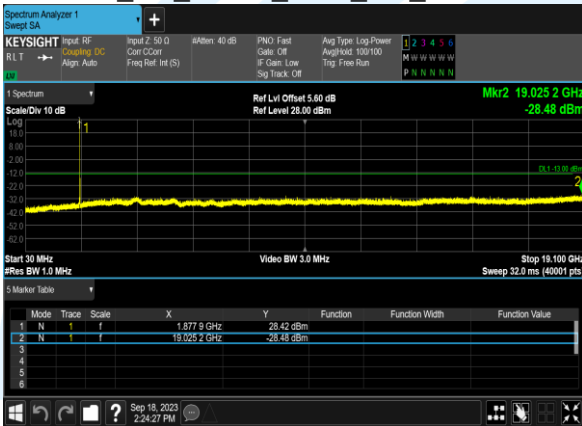 Spectrum Analyzer 1
Swept SA
+
KEYSIGHT Input: RF Input Z: 50 Ω #Atten: 40 dB PNO: Fast Avg Type: Log-Power 1 2 3 4 5 6
RLT Coupling: DC Corr CCorr Gate: Off Avg|Hold: 100/100 M W W W W W
Align: Auto Freq Ref: Int (S) IF Gain: Low Trig: Free Run
LU Sig Track: Off P N N N N N
1 Spectrum Ref Lvl Offset 5.60 dB Mkr2 19.025 2 GHz
Scale/Div 10 dB Ref Level 28.00 dBm -28.48 dBm
Log
1
18.0
8.00
-2.00
DL1 -13.00 dBm
-12.0
2
-22.0
-32.0
-42.0
-52.0
-62.0
Start 30 MHz Video BW 3.0 MHz Stop 19.100 GHz
#Res BW 1.0 MHz Sweep 32.0 ms (40001 pts
5 Marker Table
Mode Trace Scale X Y Function Function Width Function Value
1 N 1 f 1.877 9 GHz 28.42 dBm
2 N 1 f 19.025 2 GHz -28.48 dBm
3
4
5
6
? Sep 18, 2023
2:24:27 PM